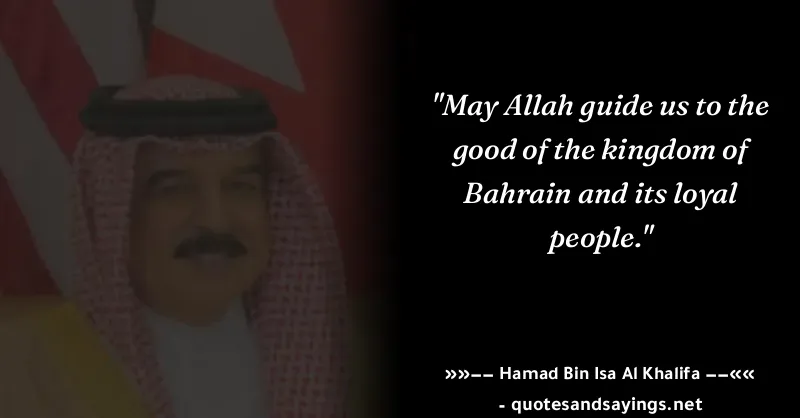 "May Allah guide us to the
good of the kingdom of
Bahrain and its loyal
people."
»»−− Hamad Bin Isa Al Khalifa −−««
- quotesandsayings.net